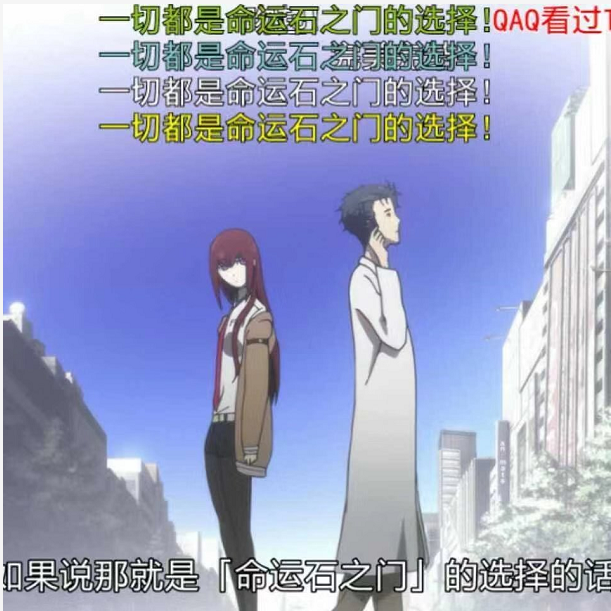 一切都是命运石之门的选择!QAQ看过
一切都是命运石之门的选择!
一切都是命运石之门的选择!
一切都是命运石之门的选择!
如果说那就是「命运石之门」的选择的话